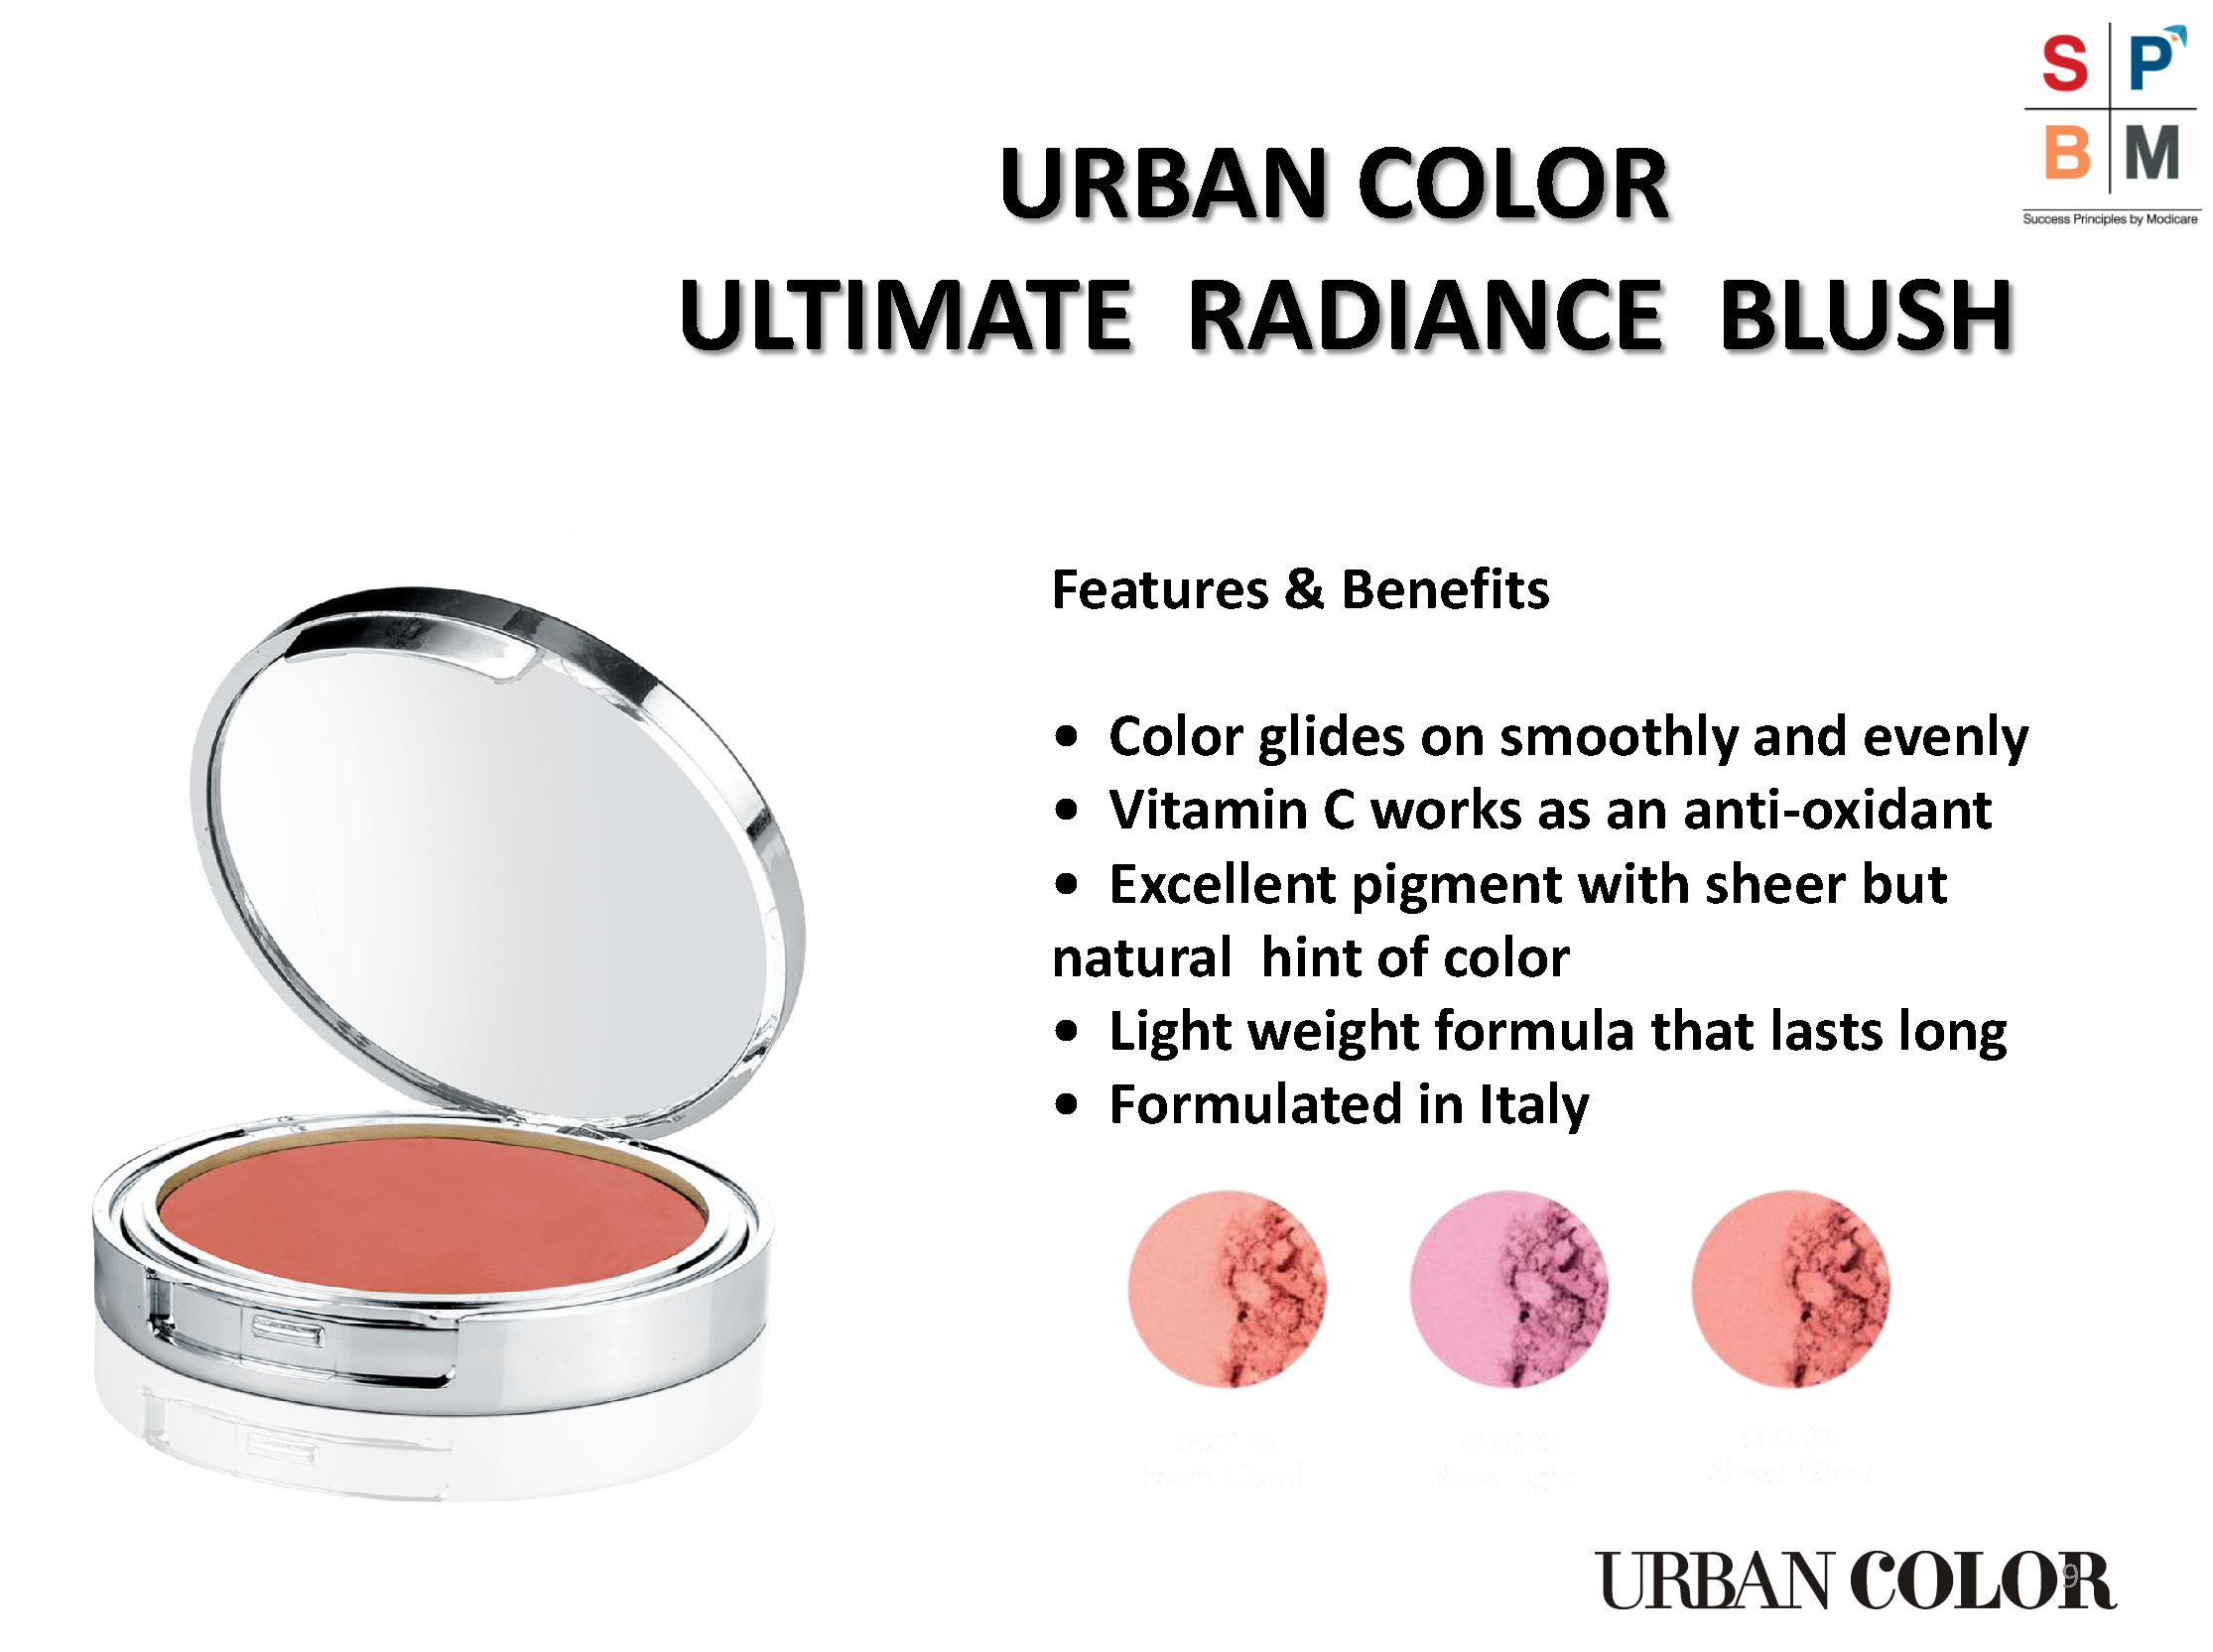 S P
B M
Success Principles by Modicare
URBAN COLOR
ULTIMATE RADIANCE BLUSH
Features & Benefits
• Color glides on smoothly and evenly
• Vitamin C works as an anti-oxidant
• Excellent pigment with sheer but
natural hint of color
• Light weight formula that lasts long
• Formulated in Italy
URBAN COLOR
9